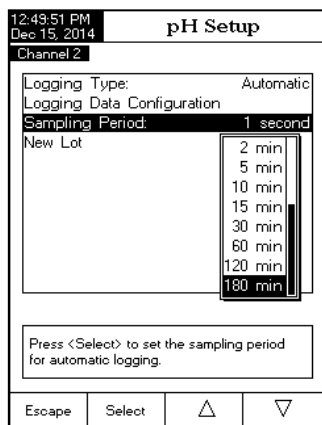 12:49:51 PM
Dec 15, 2014
pH Setup
Channel 2
Logging Type: Automatic
Logging Data Configuration
Sampling Period: 1 second
New Lot
2 min
5 min
10 min
15 min
30 min
60 min
120 min
180 min
Press <Select> to set the sampling period
for automatic logging.
Escape Select △ ▽